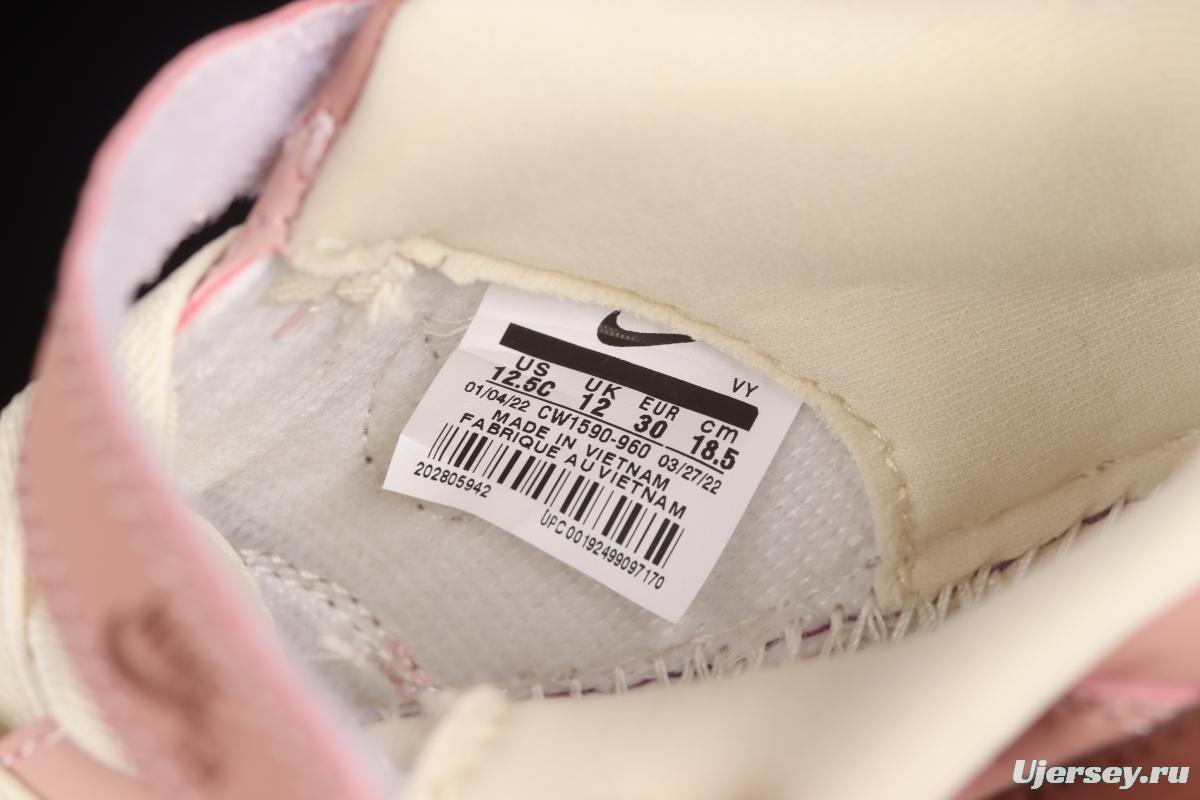 VY
US UK EUR cm
12.5C 12 30 18.5
01/04/22 CW1590-960 03/27/22
MADE IN VIETNAM
FABRIQUE AU VIETNAM
202805942
UPC 00192499097170
Ujersey.ru